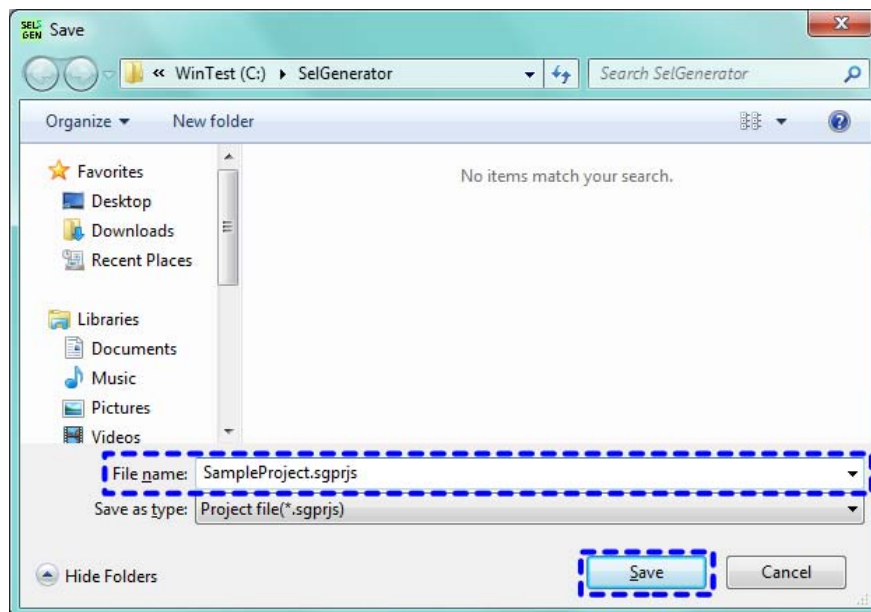 SEL
GEN
Save
« WinTest (C:) ▸ SelGenerator
Search SelGenerator
Organize
New folder
Favorites
No items match your search.
Desktop
Downloads
Recent Places
Libraries
Documents
Music
Pictures
Videos
File name: SampleProject.sgprjs
Save as type: Project file(*.sgprjs)
Hide Folders
Save
Cancel